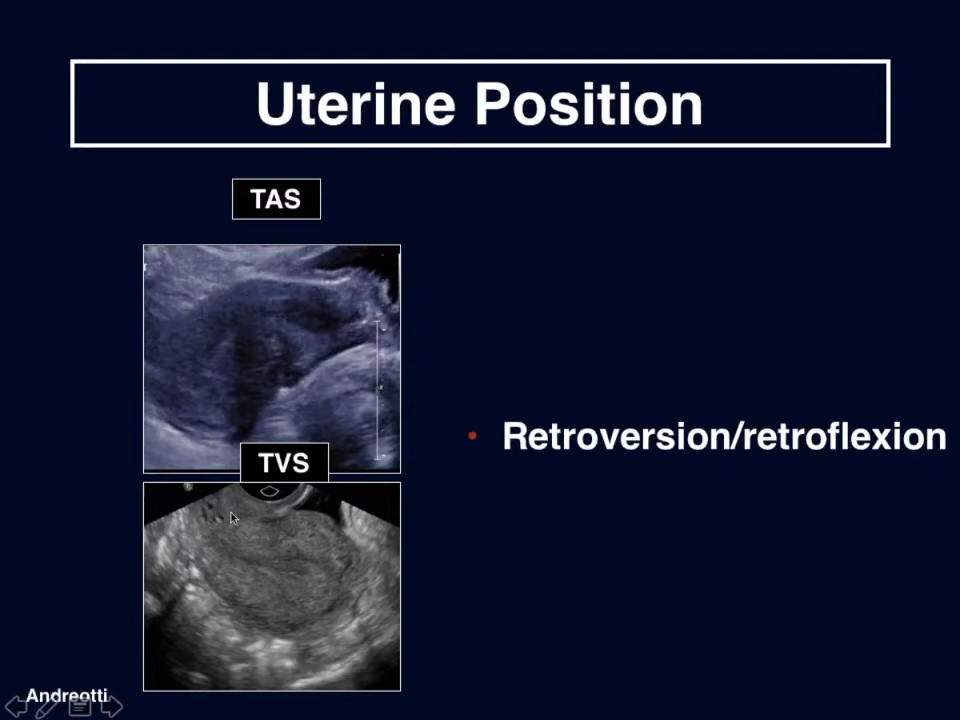 Uterine Position
TAS
TVS
• Retroversion/retroflexion
Andreotti